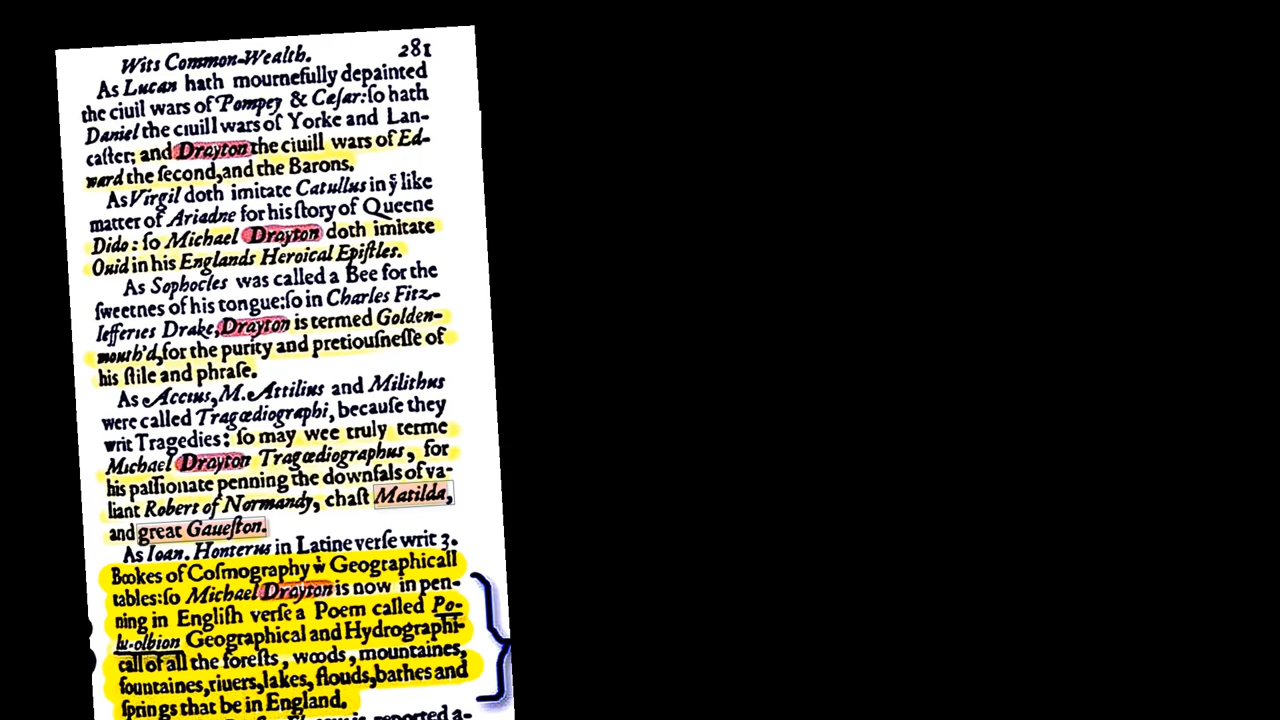 Wits Common-Wealth. 281
As Lucan hath mournefully depainted
the ciuil wars of Pompey & Cæsar: ſo hath
Daniel the ciuill wars of Yorke and Lan-
caſter; and Drayton the ciuill wars of Ed-
ward the ſecond, and the Barons.
As Virgil doth imitate Catullus in ẙ like
matter of Ariadne for his ſtory of Queene
Dido: ſo Michael Drayton doth imitate
Ouid in his Englands Heroical Epiſtles.
As Sophocles was called a Bee for the
ſweetnes of his tongue: ſo in Charles Fitz-
Iefferies Drake, Drayton is termed Golden-
mouth'd, for the purity and pretiouſneſſe of
his ſtile and phraſe.
As Accius, M. Attilius and Milithus
were called Tragœdiographi, becauſe they
writ Tragedies: ſo may wee truly terme
Michael Drayton Tragœdiographus, for
his paſſionate penning the downfals of va-
liant Robert of Normandy, chaſt Matilda,
and great Gaueſton.
As Ioan. Honterus in Latine verſe writ 3.
Bookes of Coſmography ẇ Geographicall
tables: ſo Michael Drayton is now in pen-
ning in Engliſh verſe a Poem called Po-
lu-olbion Geographical and Hydrographi-
call of all the foreſts, woods, mountaines,
fountaines, riuers, lakes, flouds, bathes and
ſprings that be in England.
is reported a-